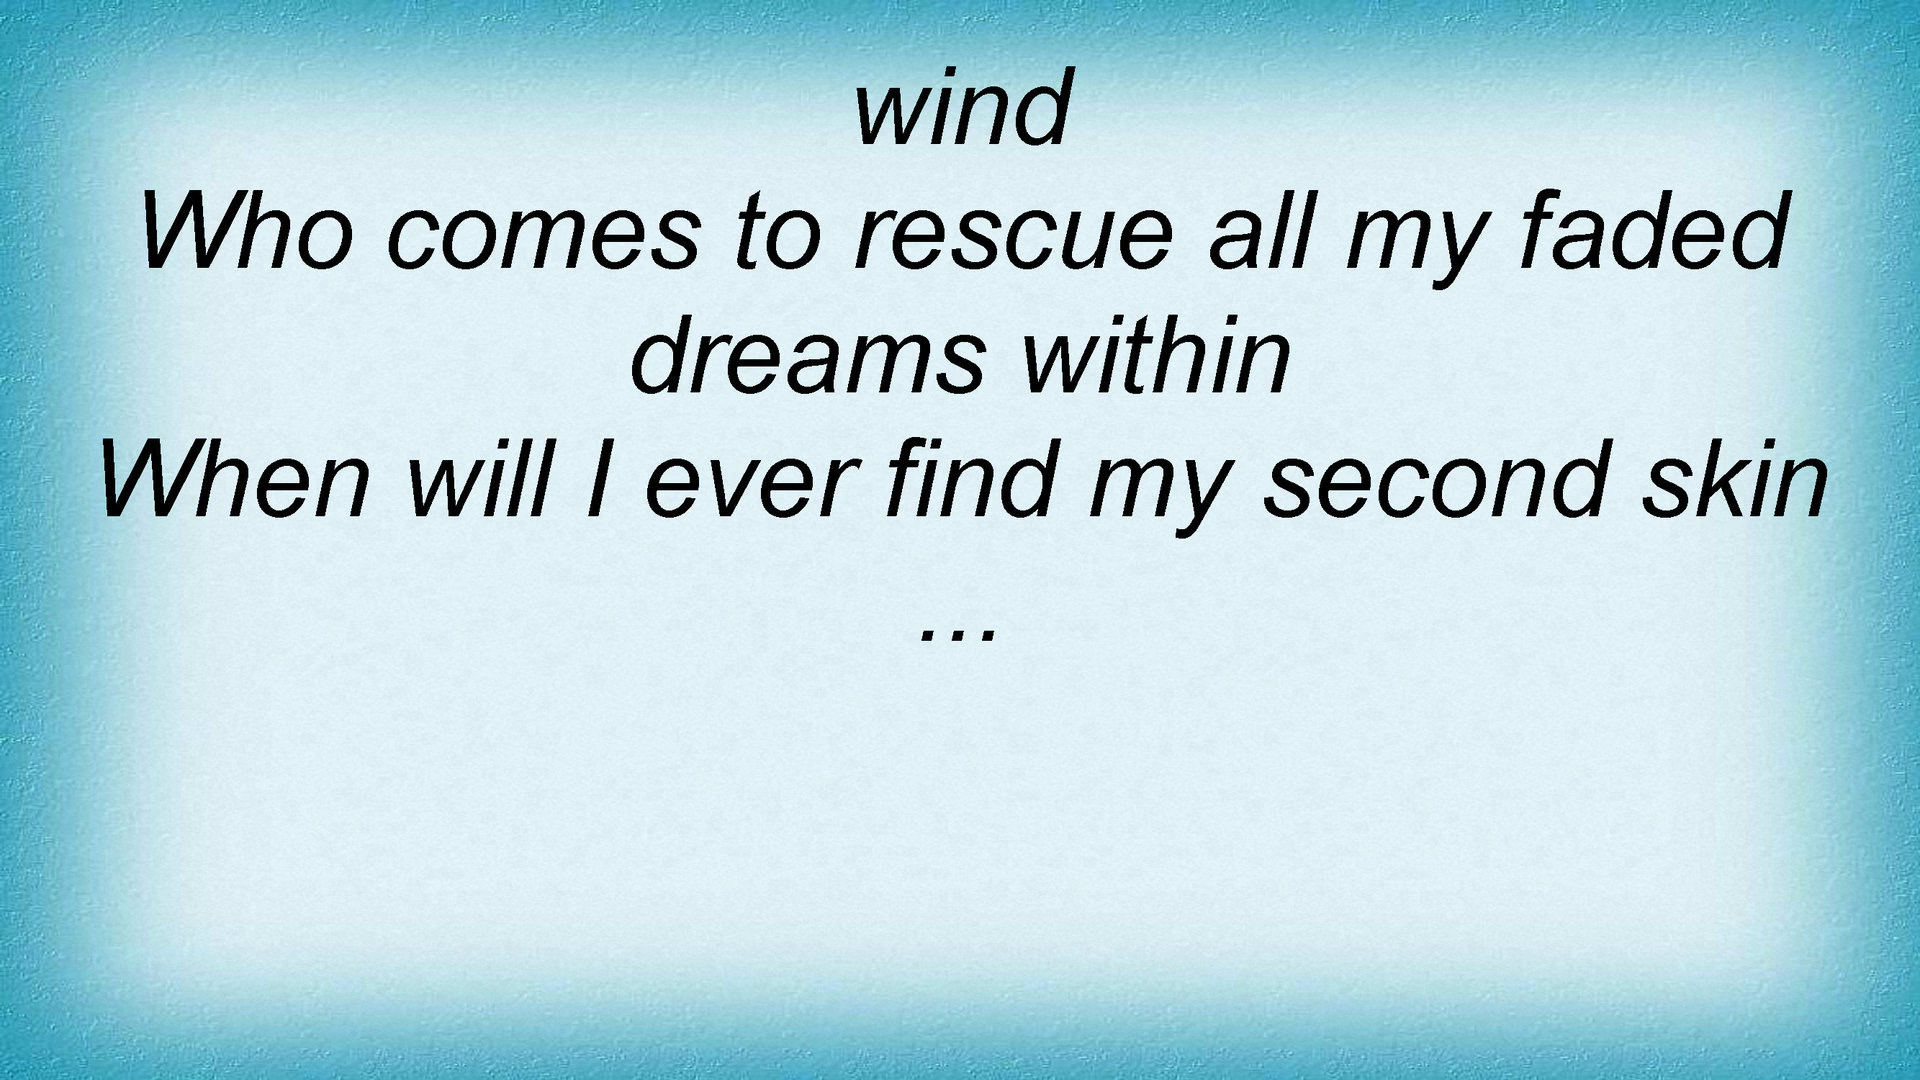 wind
Who comes to rescue all my faded
dreams within
When will I ever find my second skin
...